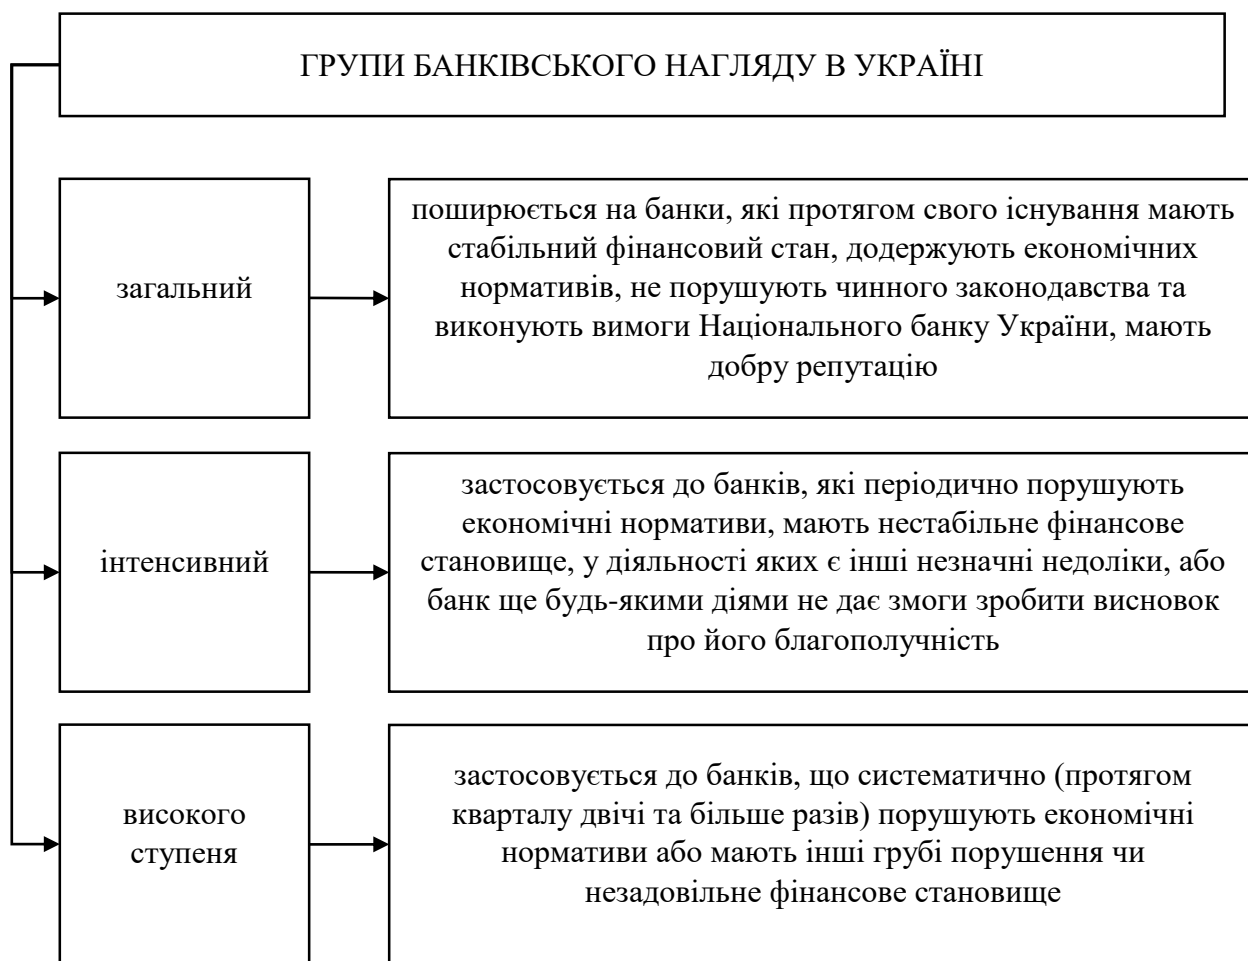 ГРУПИ БАНКІВСЬКОГО НАГЛЯДУ В УКРАЇНІ
загальний
поширюється на банки, які протягом свого існування мають
стабільний фінансовий стан, додержують економічних
нормативів, не порушують чинного законодавства та
виконують вимоги Національного банку України, мають
добру репутацію
інтенсивний
застосовується до банків, які періодично порушують
економічні нормативи, мають нестабільне фінансове
становище, у діяльності яких є інші незначні недоліки, або
банк ще будь-якими діями не дає змоги зробити висновок
про його благополучність
високого
ступеня
застосовується до банків, що систематично (протягом
кварталу двічі та більше разів) порушують економічні
нормативи або мають інші грубі порушення чи
незадовільне фінансове становище